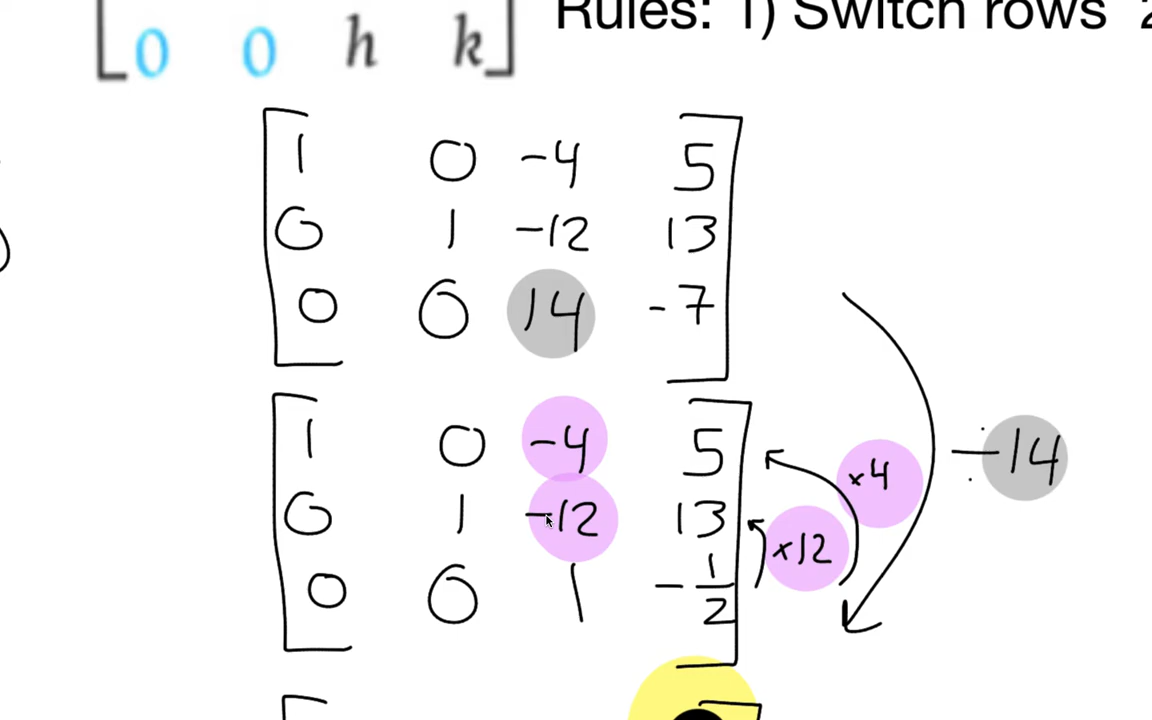 0 0 h k Rules: 1) Switch rows
1 0 -4 5
0 1 -12 13
0 0 14 -7
1 0 -4 5
0 1 -12 13
0 0 1 -1/2
×4
×12
÷14